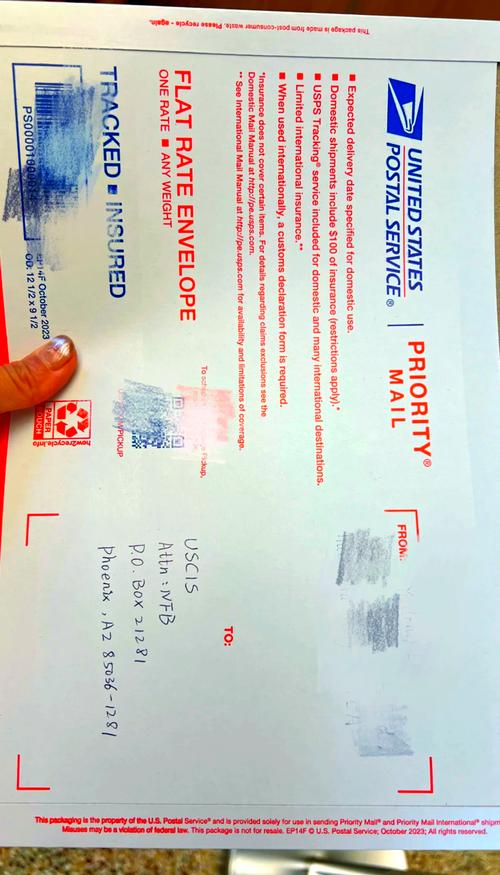 This package is made from post-consumer waste. Please recycle - again.
UNITED STATES
POSTAL SERVICE®
PRIORITY®
MAIL
■ Expected delivery date specified for domestic use.
■ Domestic shipments include $100 of insurance (restrictions apply).*
■ USPS Tracking® service included for domestic and many international destinations.
■ Limited international insurance.**
■ When used internationally, a customs declaration form is required.
*Insurance does not cover certain items. For details regarding claims exclusions see the
Domestic Mail Manual at http://pe.usps.com.
** See International Mail Manual at http://pe.usps.com for availability and limitations of coverage.
FLAT RATE ENVELOPE
ONE RATE ■ ANY WEIGHT
TRACKED ■ INSURED
EP14F October 2023
OD: 12 1/2 x 9 1/2
To
Pickup,
how2recycle.info
PAPER
FROM:
TO:
USCIS
Attn: NFB
P.O. Box 21281
Phoenix, AZ 85036-1281
This packaging is the property of the U.S. Postal Service® and is provided solely for use in sending Priority Mail® and Priority Mail International®
Misuses may be a violation of federal law. This package is not for resale. EP14F © U.S. Postal Service; October 2023; All rights reserved.